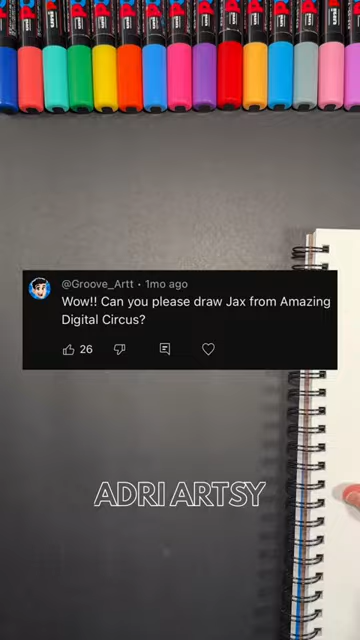 @Groove_Artt • 1mo ago
Wow!! Can you please draw Jax from Amazing
Digital Circus?
26
ADRI ARTSY